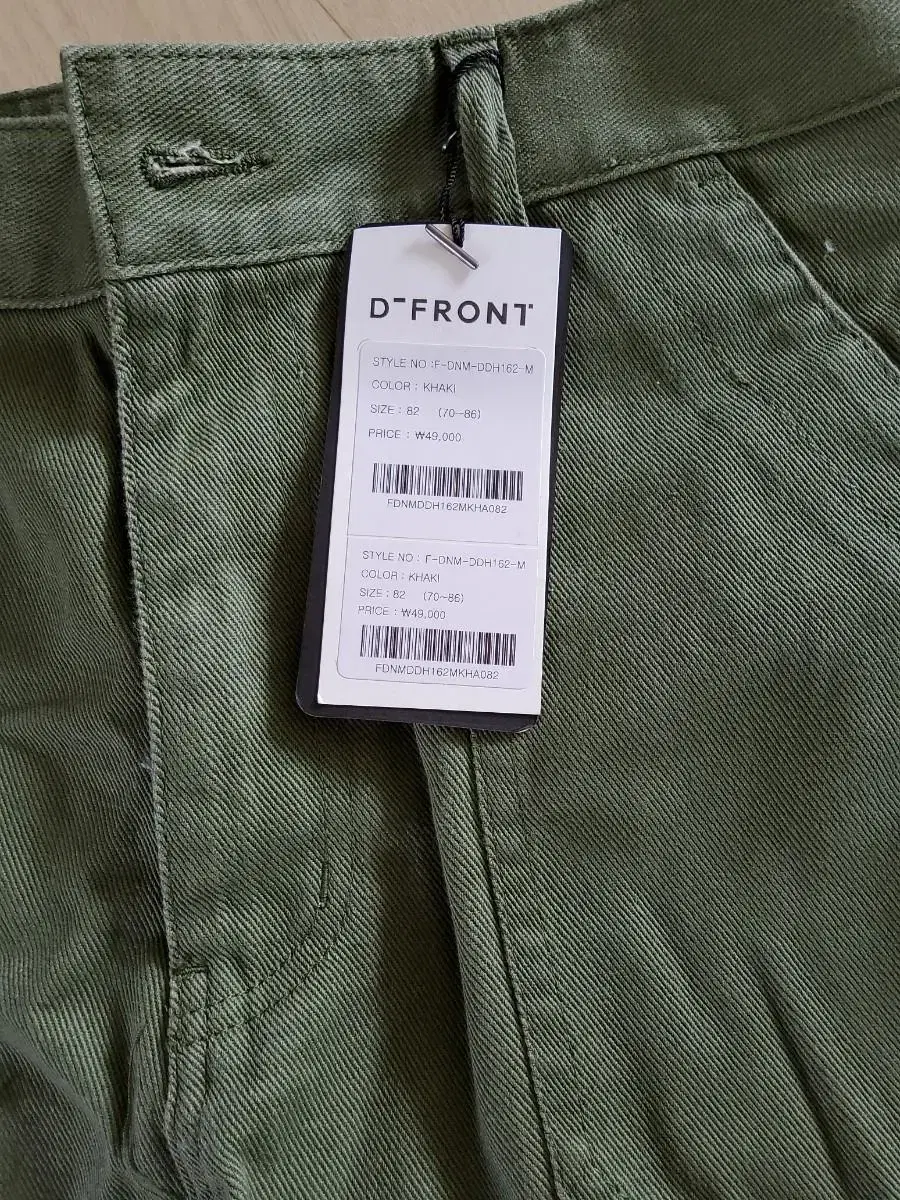 D-FRONT
STYLE NO :F-DNM-DDH162-M
COLOR : KHAKI
SIZE : 82 (70~86)
PRICE : ₩49,000
FDNMDDH162MKHA082
STYLE NO : F-DNM-DDH162-M
COLOR : KHAKI
SIZE : 82 (70~86)
PRICE : ₩49,000
FDNMDDH162MKHA082